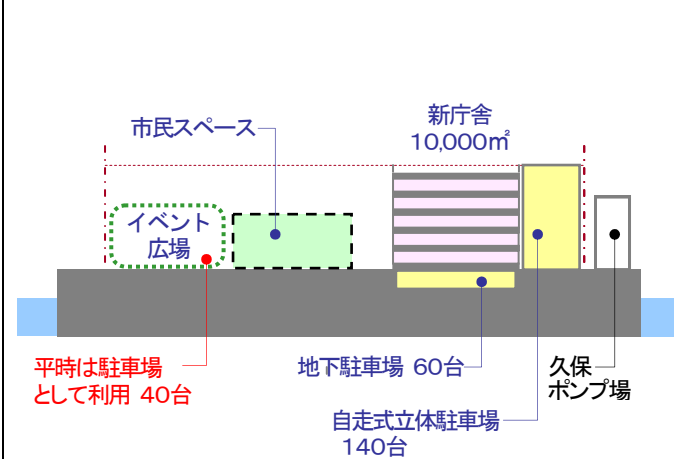 新庁舎
10,000㎡
市民スペース
イベント
広場
平時は駐車場
として利用 40台
地下駐車場 60台
久保
ポンプ場
自走式立体駐車場
140台